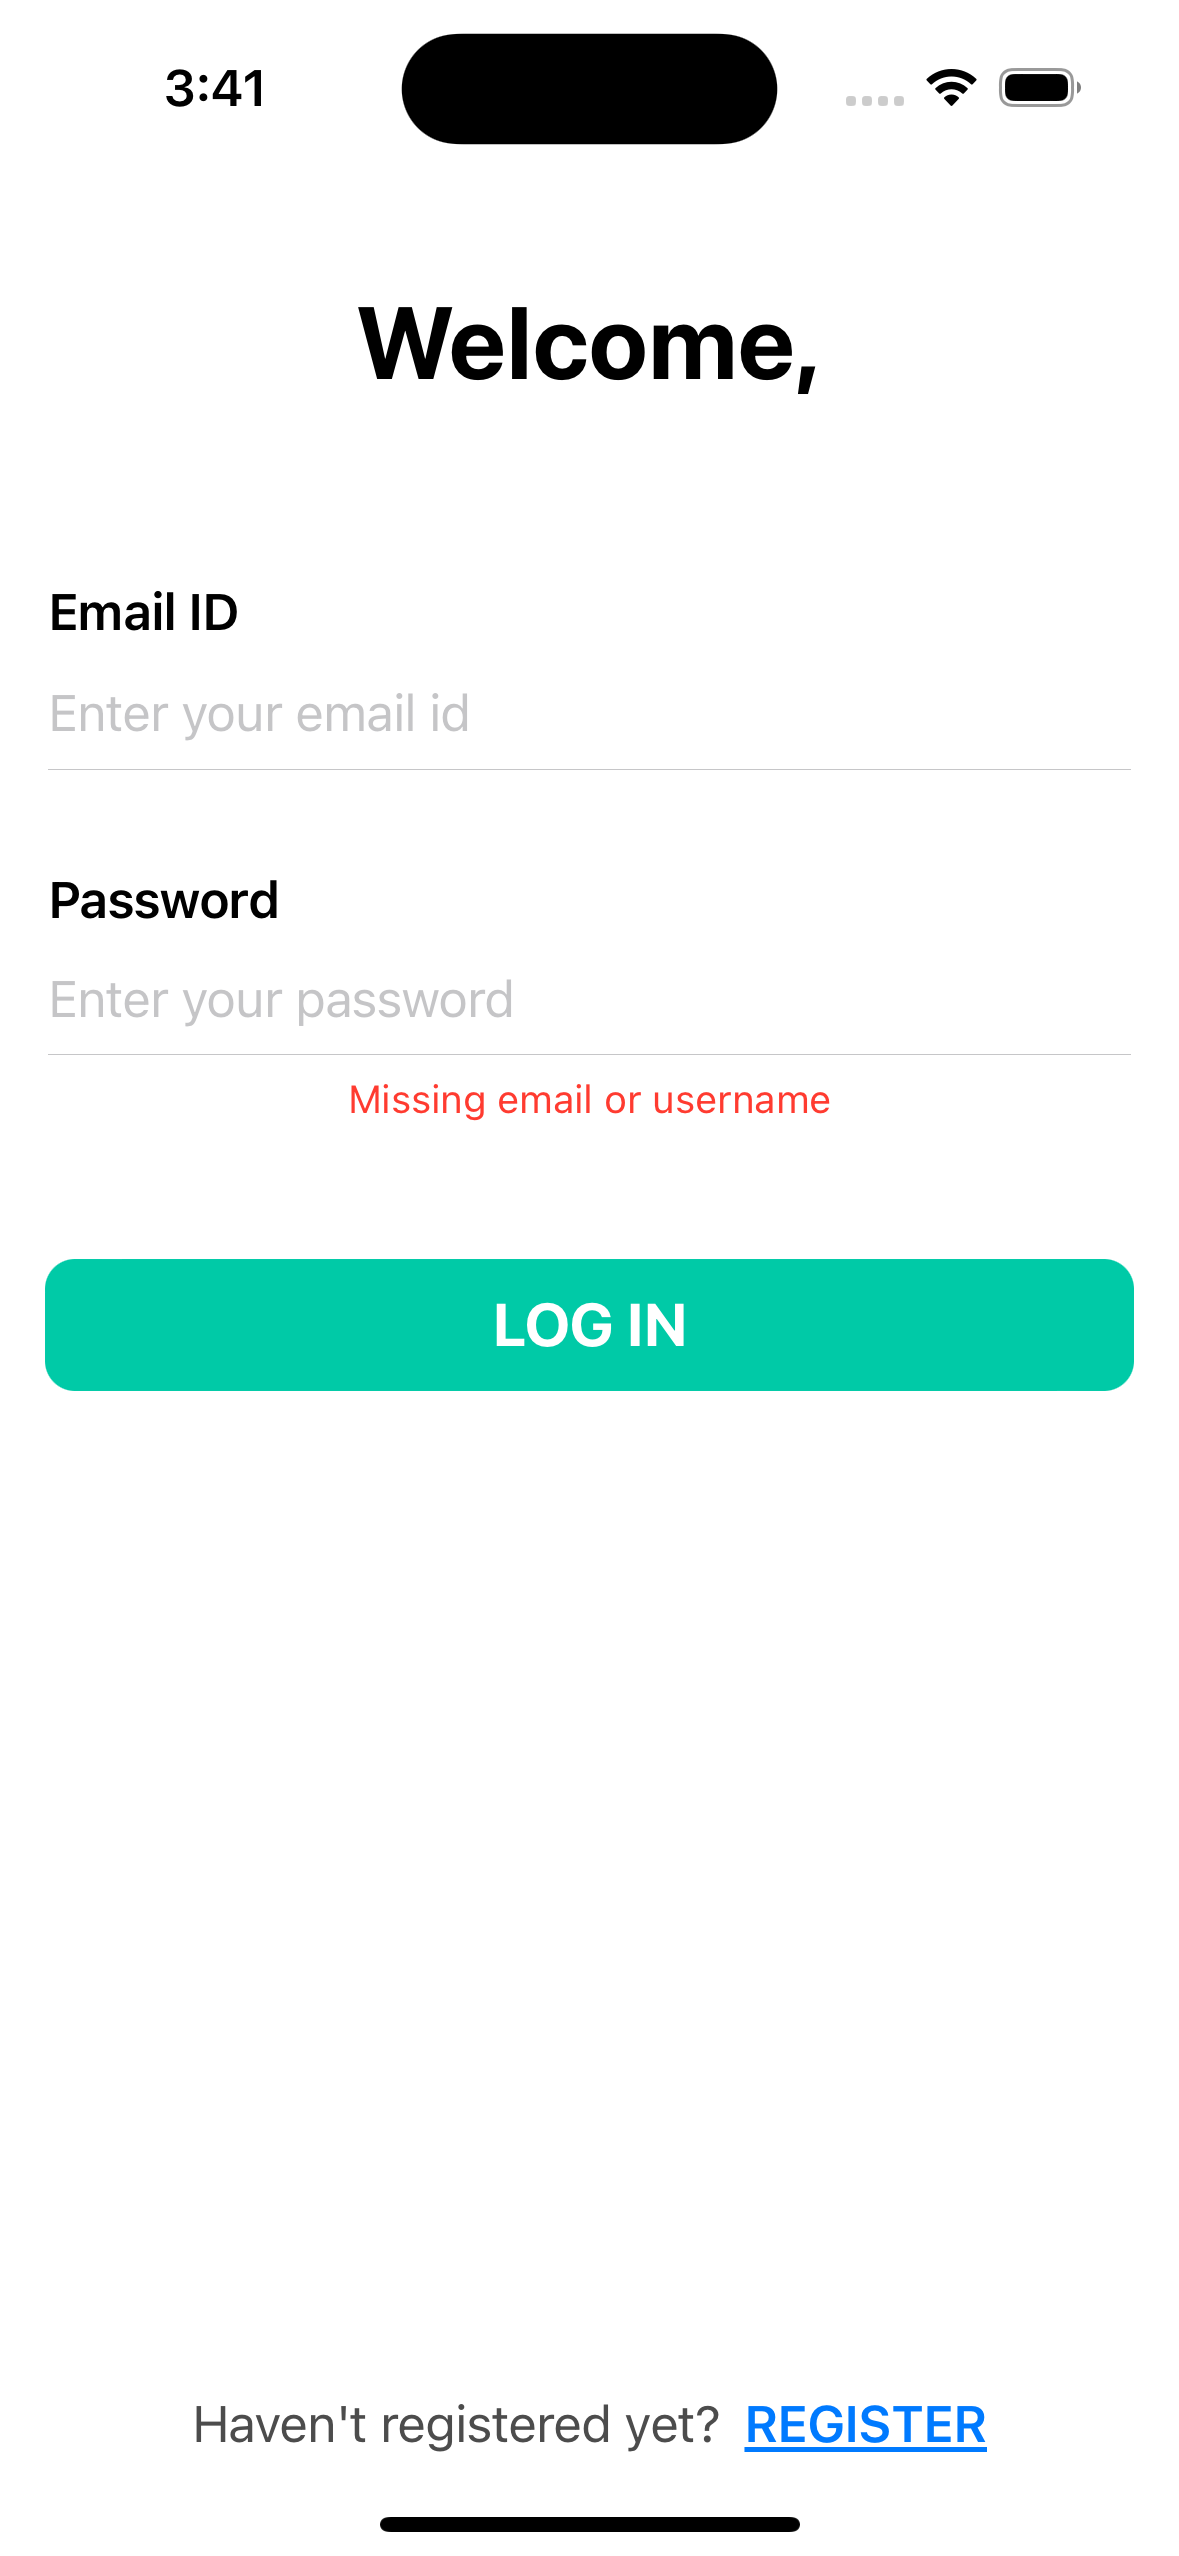 3:41
Welcome,
Email ID
Enter your email id
Password
Enter your password
Missing email or username
LOG IN
Haven't registered yet? REGISTER